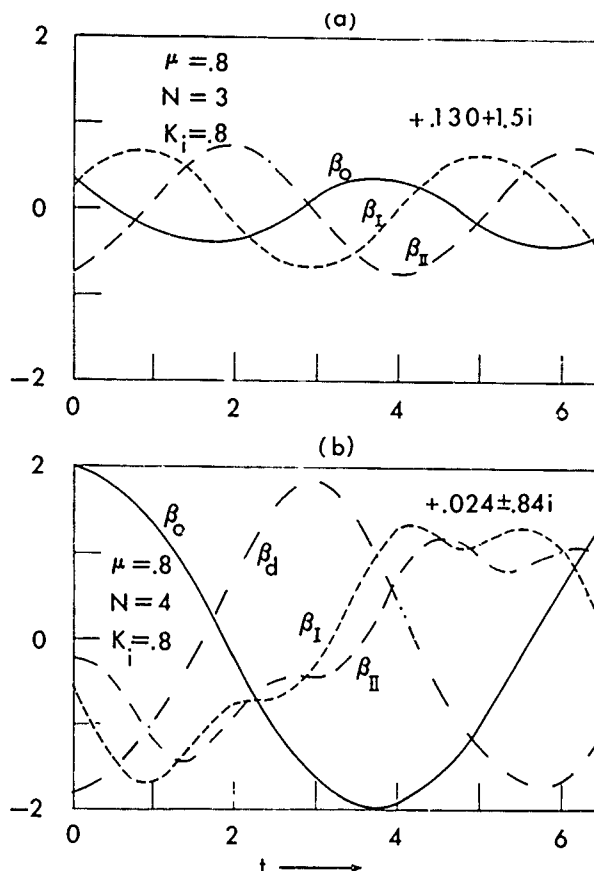 (a)
2
μ=.8
N=3
K_i=.8
+.130+1.5i
β_O
β_I
β_II
0
−2
0 2 4 6
(b)
2
β_O
+.024±.84i
β_d
μ=.8
N=4
K_i=.8
β_I
β_II
0
−2
0 2 4 6
t